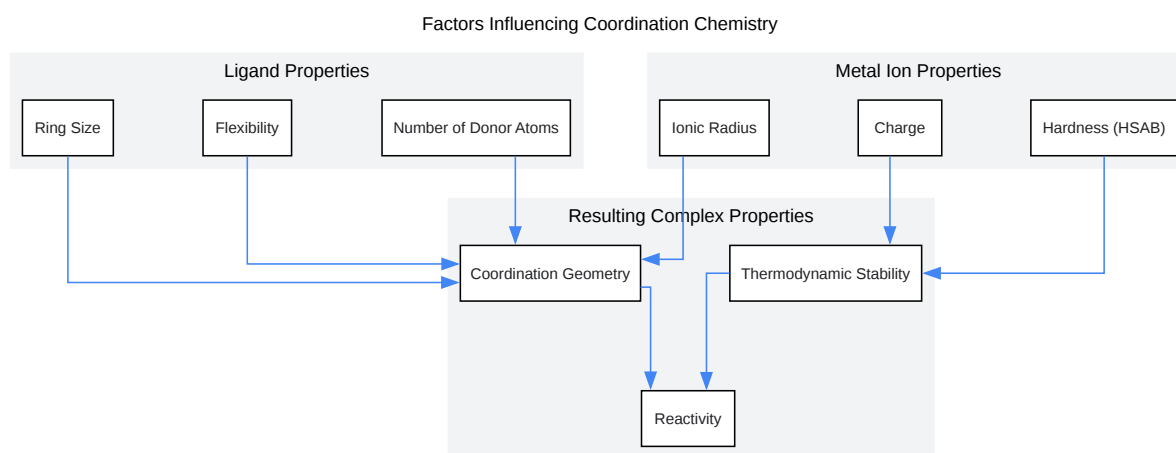 Factors Influencing Coordination Chemistry
Ligand Properties
Metal Ion Properties
Ring Size
Flexibility
Number of Donor Atoms
Ionic Radius
Charge
Hardness (HSAB)
Resulting Complex Properties
Coordination Geometry
Thermodynamic Stability
Reactivity